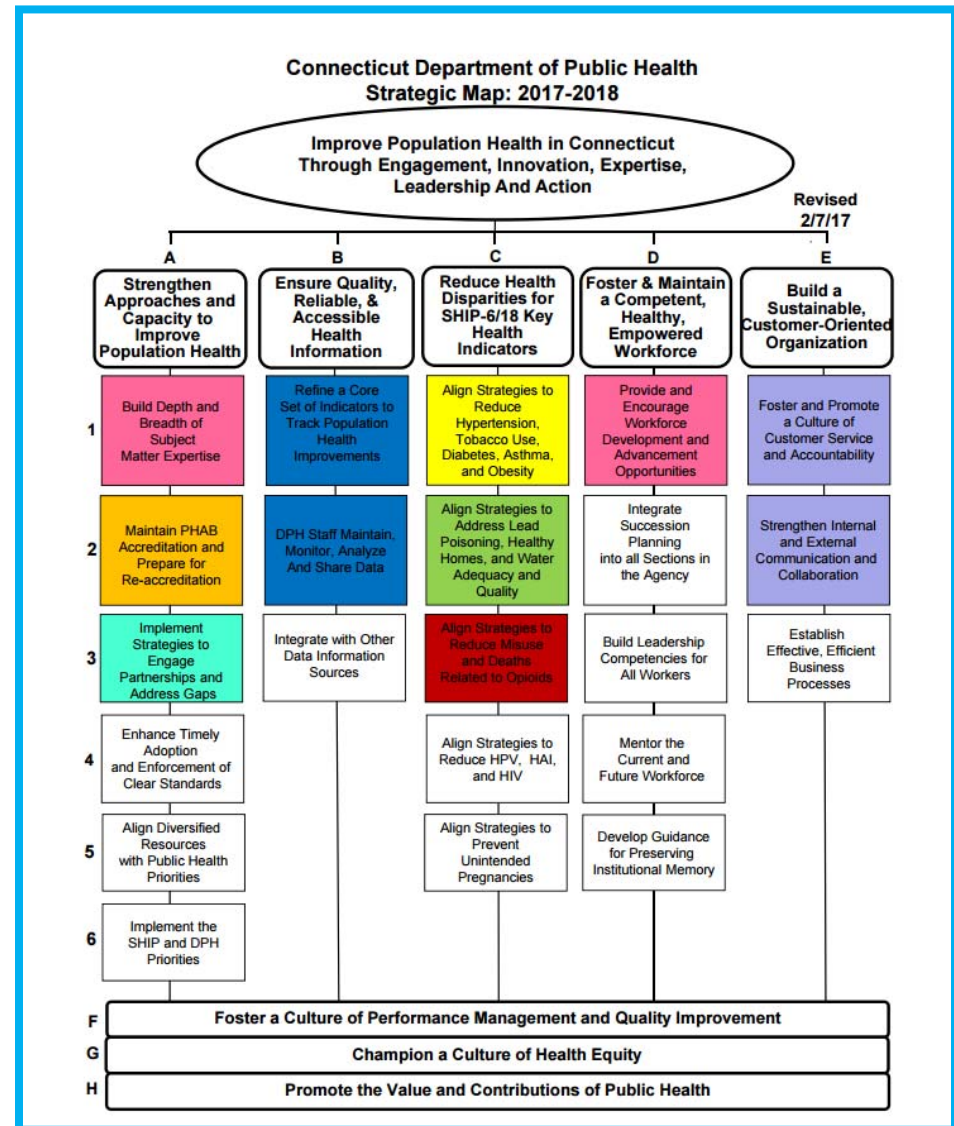 Connecticut Department of Public Health
Strategic Map: 2017-2018
Improve Population Health in Connecticut
Through Engagement, Innovation, Expertise,
Leadership And Action
Revised
2/7/17
A
B
C
D
E
Strengthen
Approaches and
Capacity to
Improve
Population Health
Ensure Quality,
Reliable, &
Accessible
Health
Information
Reduce Health
Disparities for
SHIP-6/18 Key
Health
Indicators
Foster & Maintain
a Competent,
Healthy,
Empowered
Workforce
Build a
Sustainable,
Customer-Oriented
Organization
1
Build Depth and
Breadth of
Subject
Matter Expertise
Refine a Core
Set of Indicators to
Track Population
Health
Improvements
Align Strategies to
Reduce
Hypertension,
Tobacco Use,
Diabetes, Asthma,
and Obesity
Provide and
Encourage
Workforce
Development and
Advancement
Opportunities
Foster and Promote
a Culture of
Customer Service
and Accountability
2
Maintain PHAB
Accreditation and
Prepare for
Re-accreditation
DPH Staff Maintain,
Monitor, Analyze
And Share Data
Align Strategies to
Address Lead
Poisoning, Healthy
Homes, and Water
Adequacy and
Quality
Integrate
Succession
Planning
into all Sections in
the Agency
Strengthen Internal
and External
Communication and
Collaboration
3
Implement
Strategies to
Engage
Partnerships and
Address Gaps
Integrate with Other
Data Information
Sources
Align Strategies to
Reduce Misuse
and Deaths
Related to Opioids
Build Leadership
Competencies for
All Workers
Establish
Effective, Efficient
Business
Processes
4
Enhance Timely
Adoption
and Enforcement of
Clear Standards
Align Strategies to
Reduce HPV, HAI,
and HIV
Mentor the
Current and
Future Workforce
5
Align Diversified
Resources
with Public Health
Priorities
Align Strategies to
Prevent
Unintended
Pregnancies
Develop Guidance
for Preserving
Institutional Memory
6
Implement the
SHIP and DPH
Priorities
F
Foster a Culture of Performance Management and Quality Improvement
G
Champion a Culture of Health Equity
H
Promote the Value and Contributions of Public Health